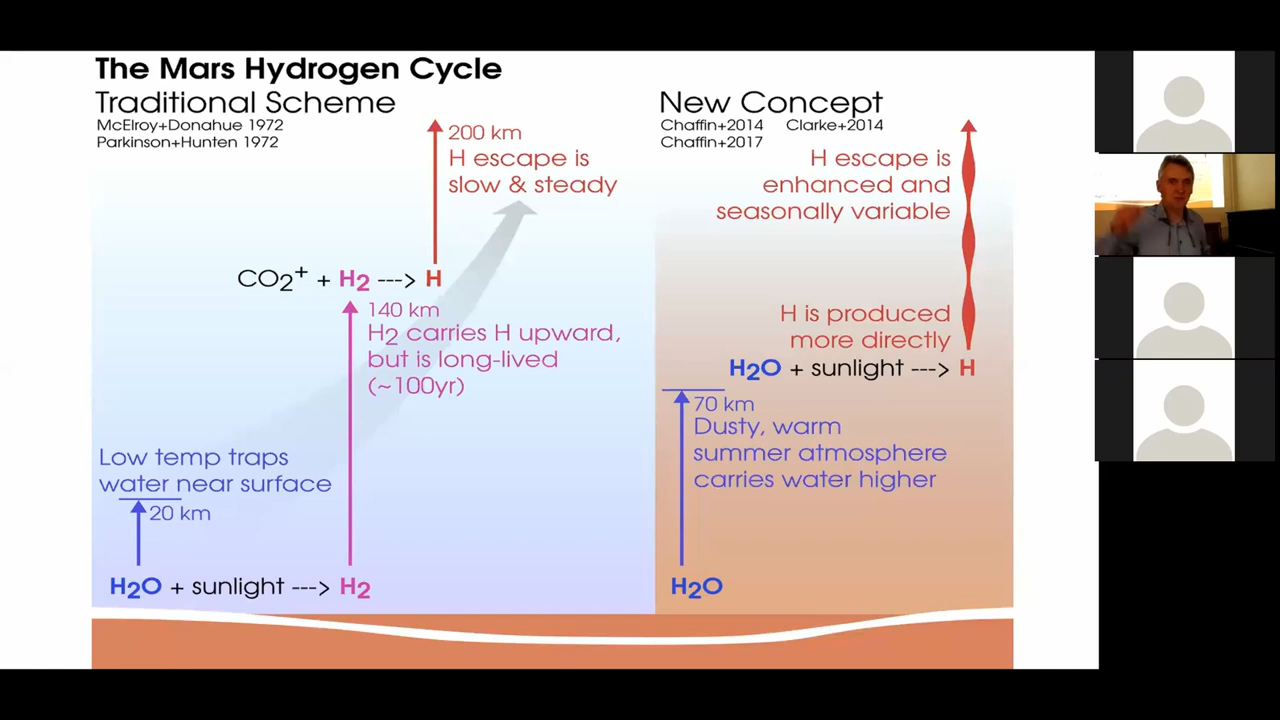 The Mars Hydrogen Cycle
Traditional Scheme
McElroy+Donahue 1972
Parkinson+Hunten 1972
200 km
H escape is
slow & steady
CO2+ + H2 ---> H
140 km
H2 carries H upward,
but is long-lived
(~100yr)
Low temp traps
water near surface
20 km
H2O + sunlight ---> H2
New Concept
Chaffin+2014 Clarke+2014
Chaffin+2017
H escape is
enhanced and
seasonally variable
H is produced
more directly
H2O + sunlight ---> H
70 km
Dusty, warm
summer atmosphere
carries water higher
H2O